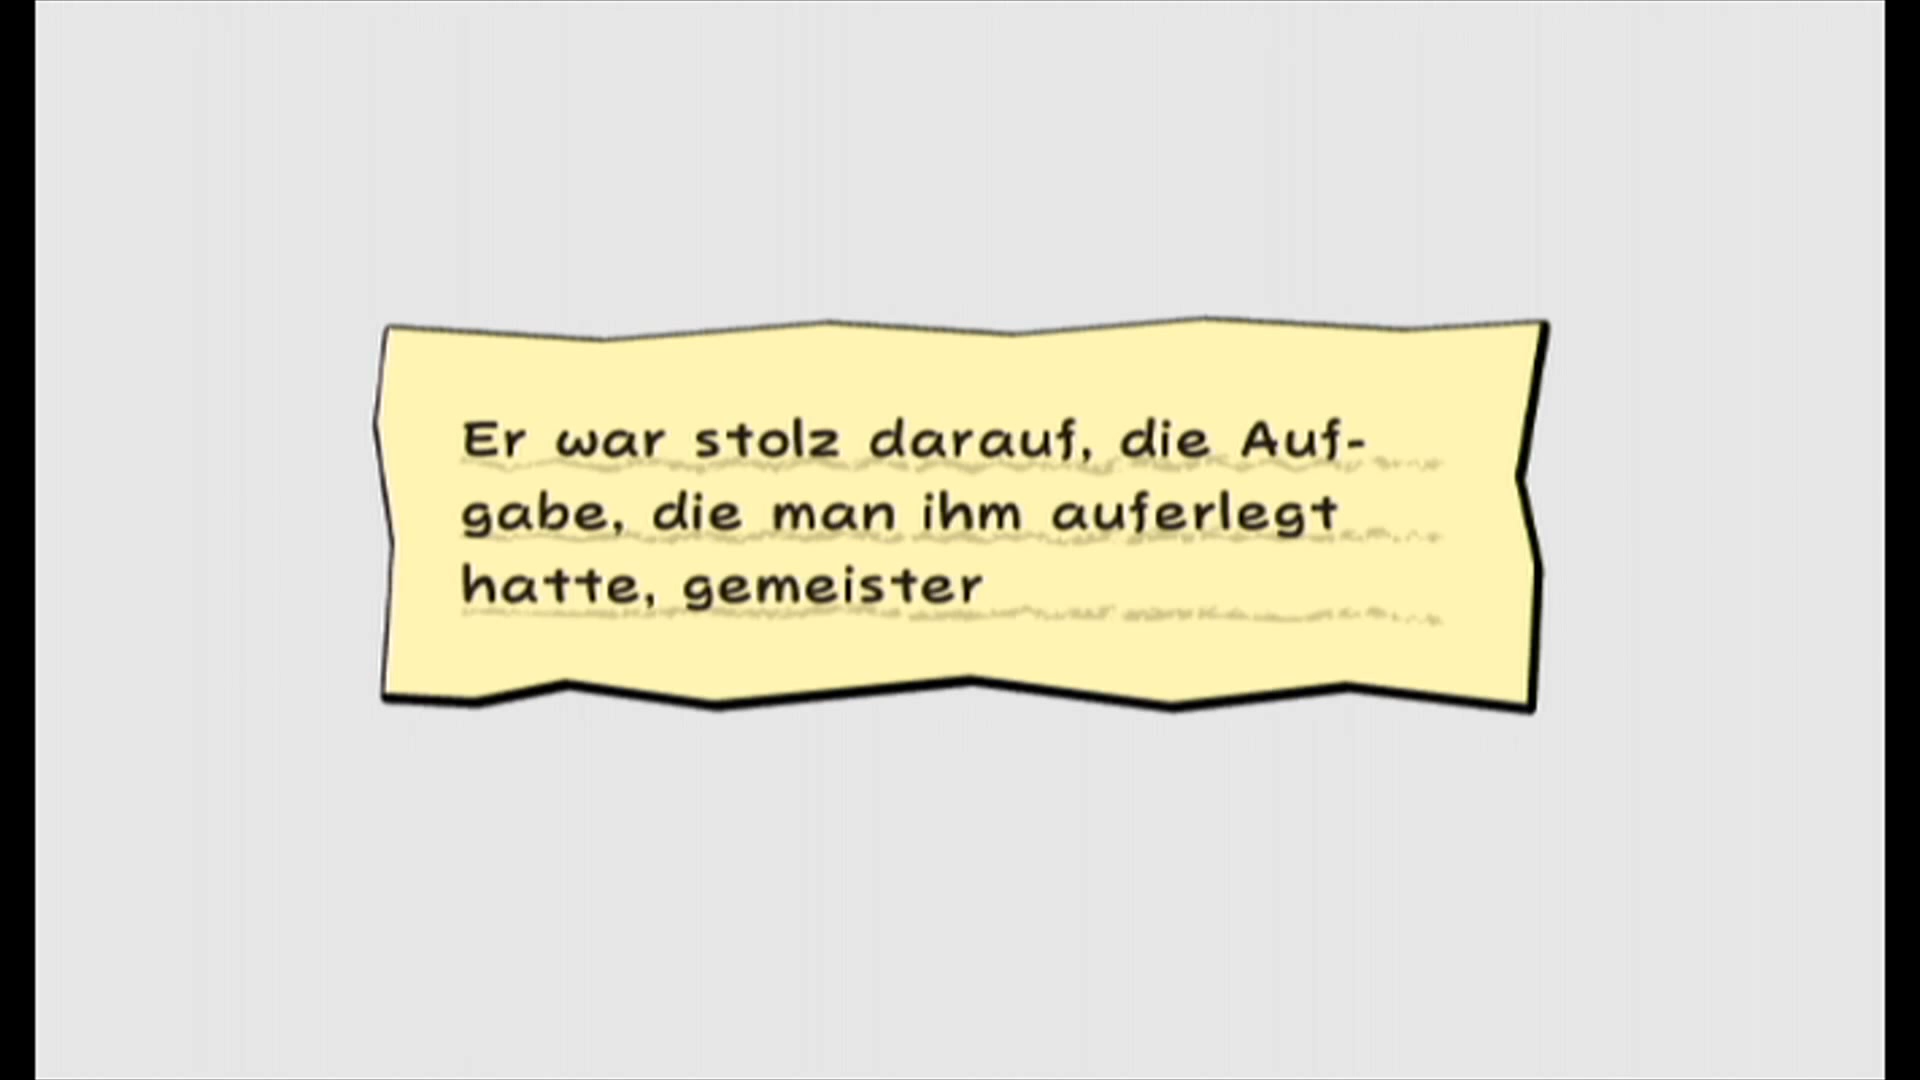 Er war stolz darauf, die Auf-
gabe, die man ihm auferlegt
hatte, gemeister